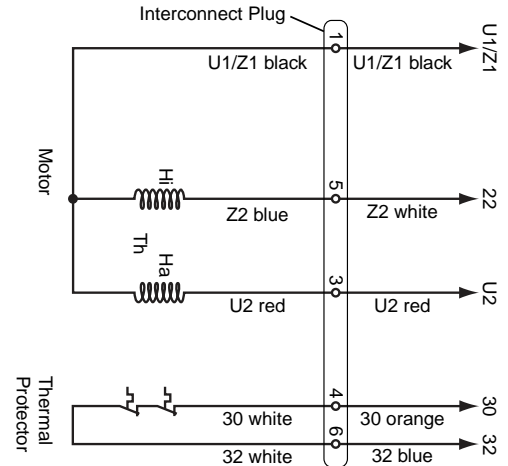 Interconnect Plug
1
U1/Z1 black
U1/Z1 black
U1/Z1
Motor
Hi
5
Z2 blue
Z2 white
22
Th
Ha
3
U2 red
U2 red
U2
Thermal
Protector
4
30 white
30 orange
30
6
32 white
32 blue
32